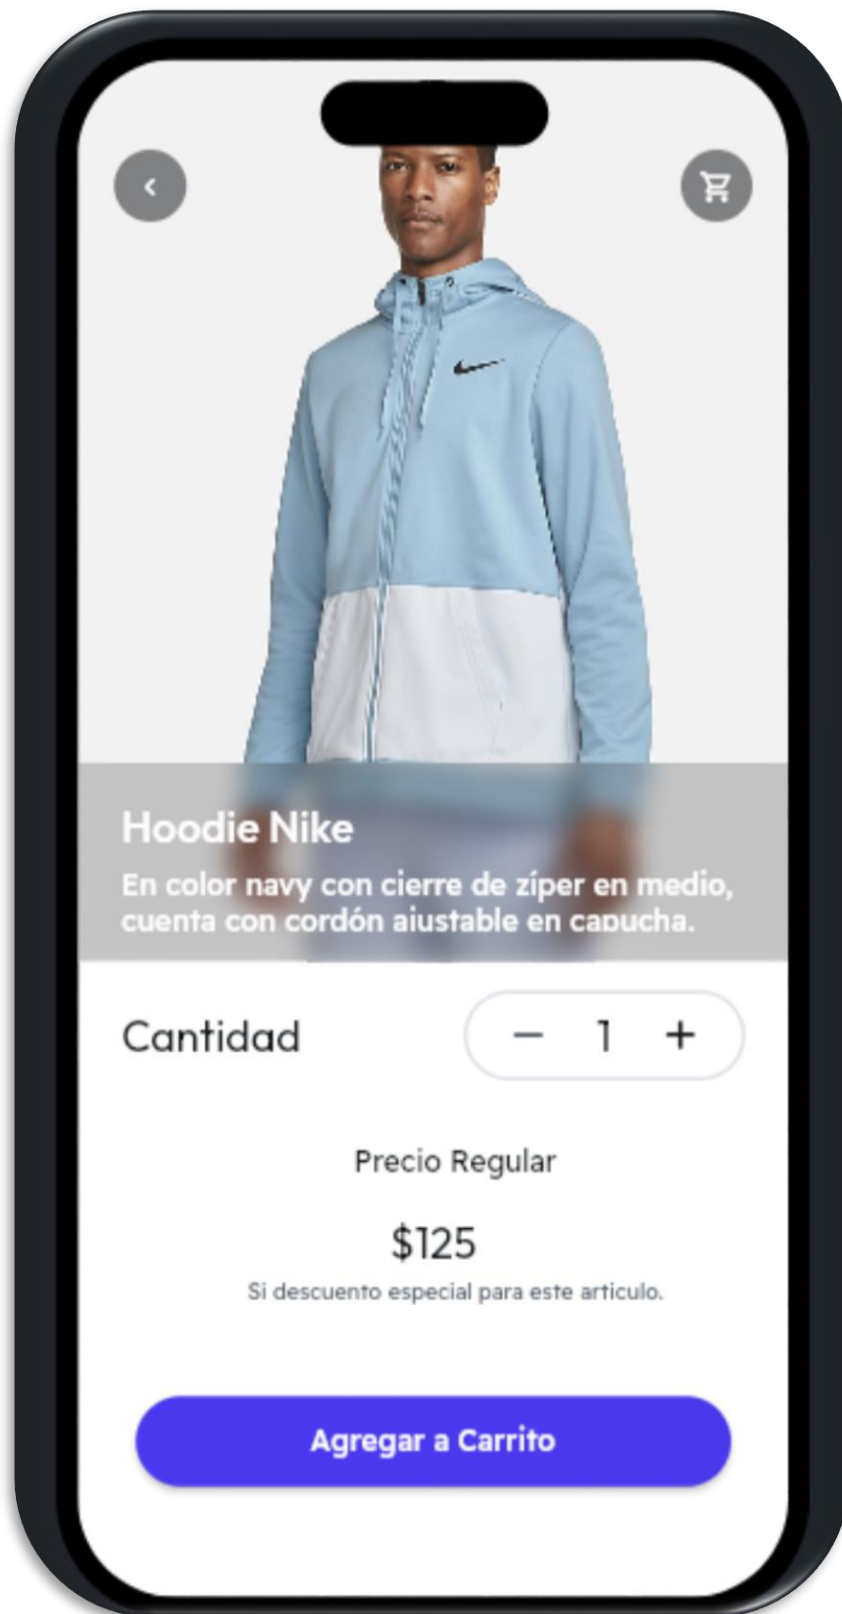 Hoodie Nike
En color navy con cierre de zíper en medio,
cuenta con cordón ajustable en capucha.
Cantidad
− 1 +
Precio Regular
$125
Si descuento especial para este articulo.
Agregar a Carrito